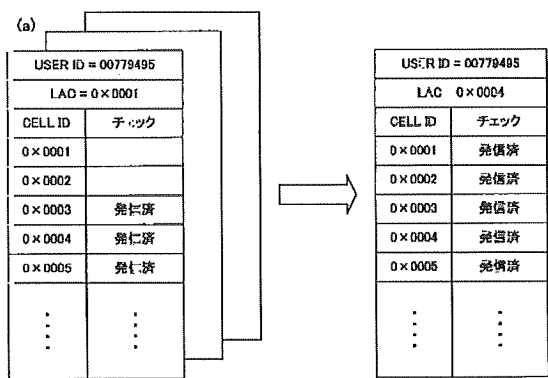 (a)
USER ID = 00779495
LAC = 0×0001
CELL ID チェック
0×0001
0×0002
0×0003 発信済
0×0004 発信済
0×0005 発信済
USER ID = 00779495
LAC 0×0004
CELL ID チェック
0×0001 発信済
0×0002 発信済
0×0003 発信済
0×0004 発信済
0×0005 発信済